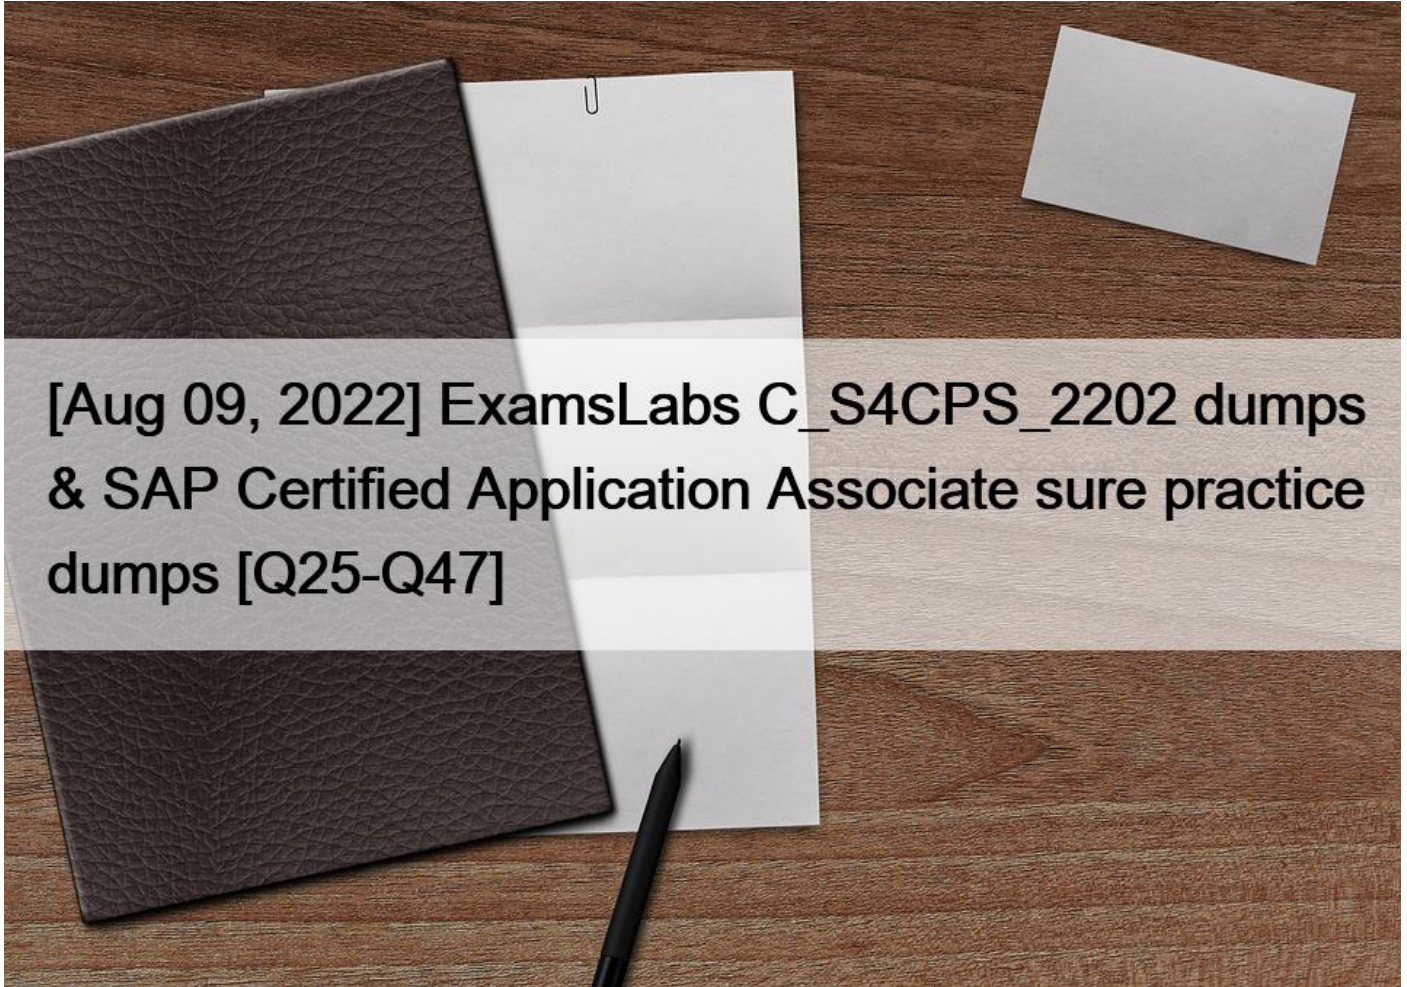 [Aug 09, 2022] ExamsLabs C_S4CPS_2202 dumps
& SAP Certified Application Associate sure practice
dumps [Q25-Q47]